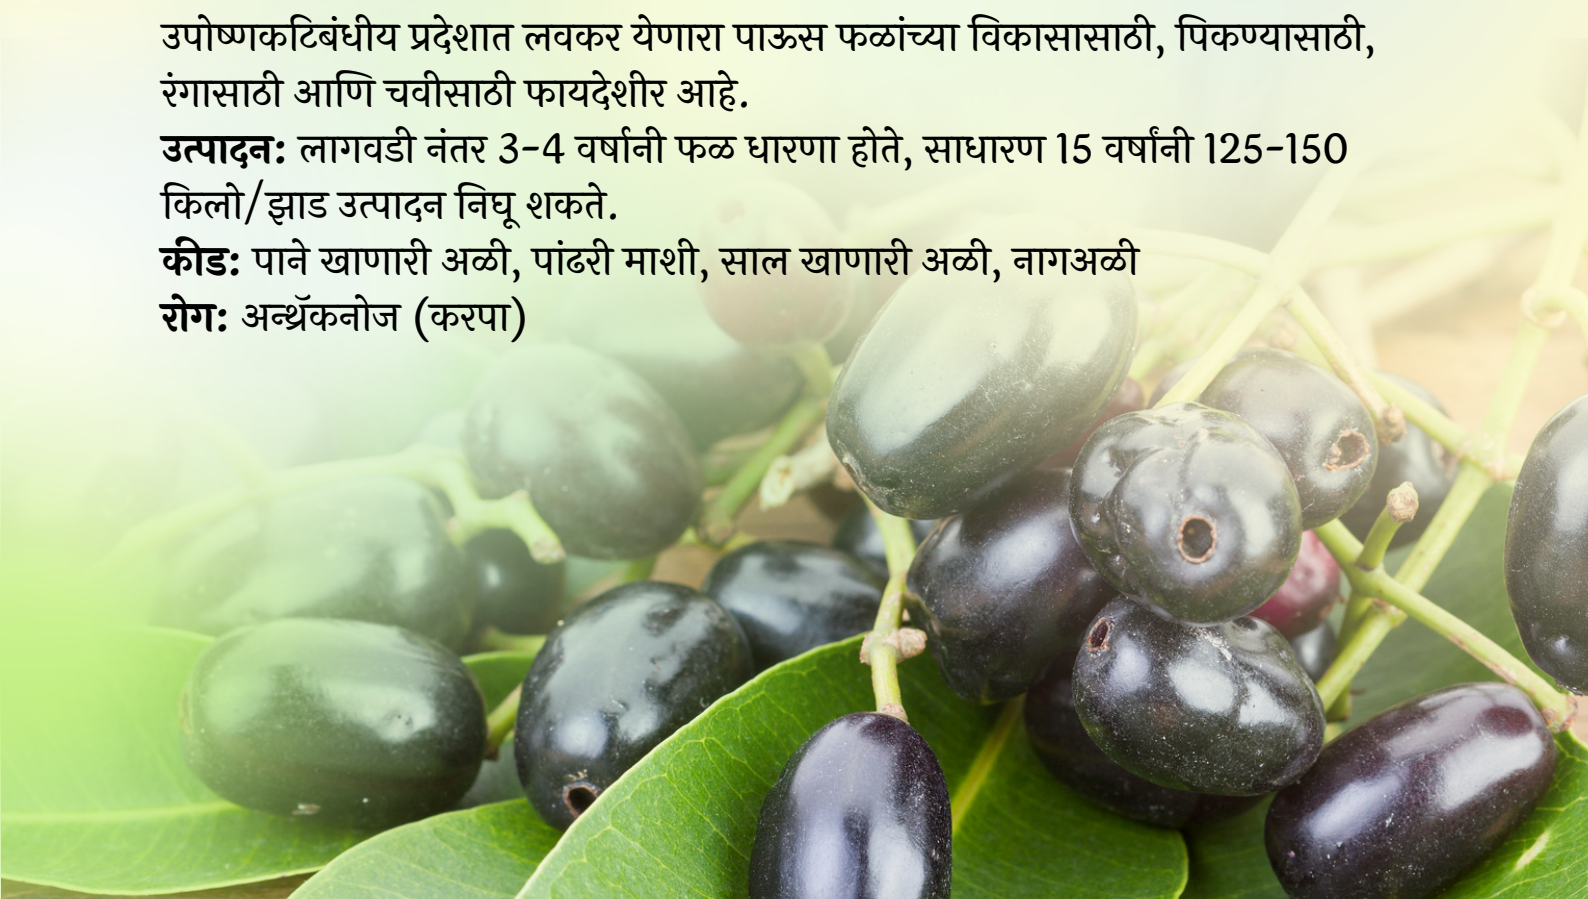 उपोष्णकटिबंधीय प्रदेशात लवकर येणारा पाऊस फळांच्या विकासासाठी, पिकण्यासाठी,
रंगासाठी आणि चवीसाठी फायदेशीर आहे.
उत्पादन: लागवडी नंतर 3-4 वर्षानी फळ धारणा होते, साधारण 15 वर्षांनी 125-150
किलो/झाड उत्पादन निघू शकते.
कीड: पाने खाणारी अळी, पांढरी माशी, साल खाणारी अळी, नागअळी
रोग: अन्थ्रॅकनोज (करपा)